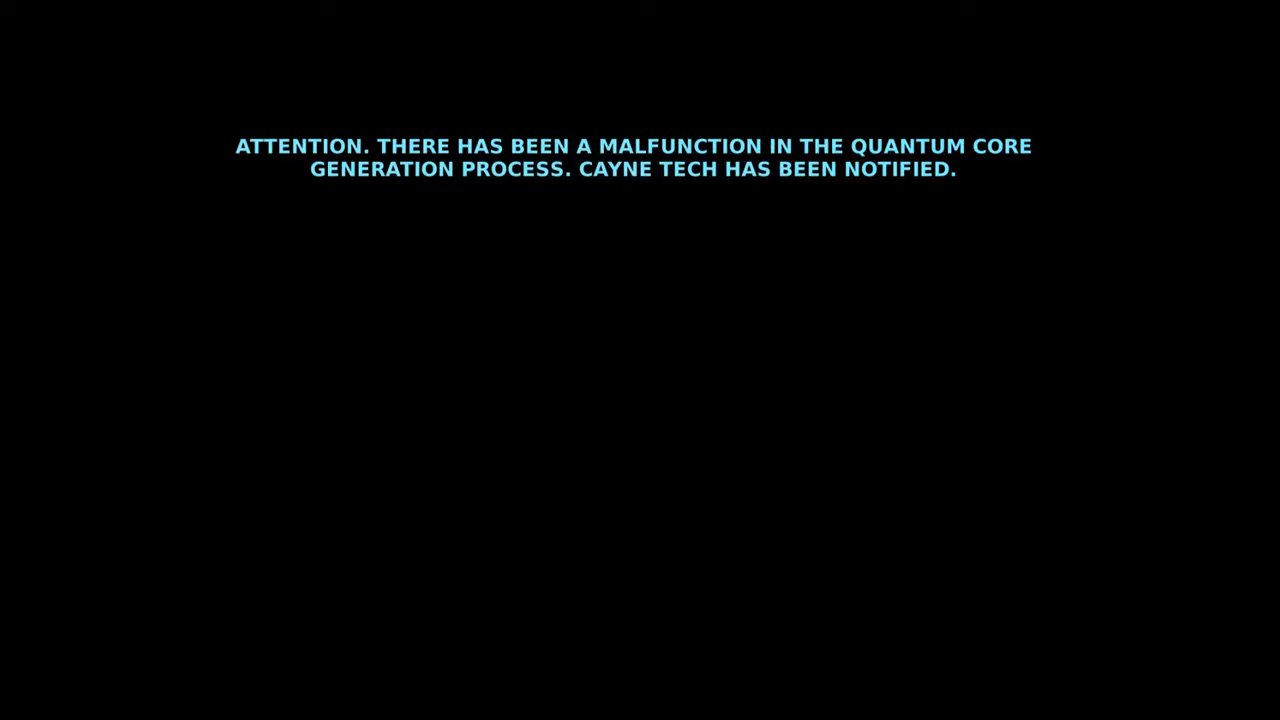 ATTENTION. THERE HAS BEEN A MALFUNCTION IN THE QUANTUM CORE
GENERATION PROCESS. CAYNE TECH HAS BEEN NOTIFIED.